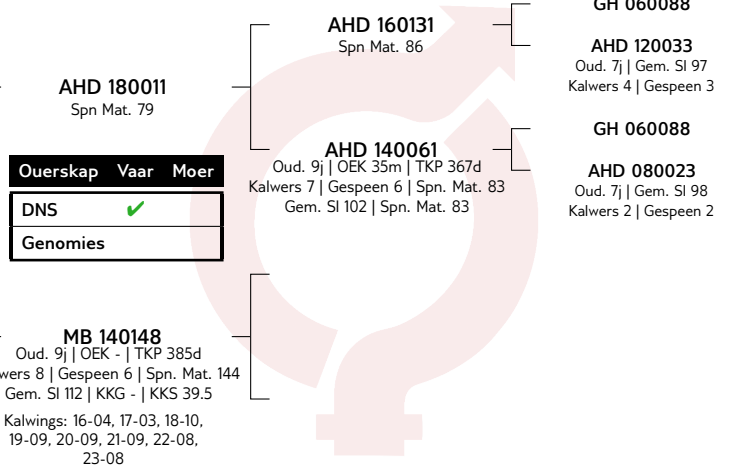 GH 060088
AHD 160131
Spn Mat. 86
AHD 120033
Oud. 7j | Gem. SI 97
Kalwers 4 | Gespeen 3
AHD 180011
Spn Mat. 79
GH 060088
AHD 140061
Oud. 9j | OEK 35m | TKP 367d
Kalwers 7 | Gespeen 6 | Spn. Mat. 83
Gem. SI 102 | Spn. Mat. 83
AHD 080023
Oud. 7j | Gem. SI 98
Kalwers 2 | Gespeen 2
Ouerskap Vaar Moer
DNS ✔
Genomies
MB 140148
Oud. 9j | OEK - | TKP 385d
wers 8 | Gespeen 6 | Spn. Mat. 144
Gem. SI 112 | KKG - | KKS 39.5
Kalwings: 16-04, 17-03, 18-10,
19-09, 20-09, 21-09, 22-08,
23-08